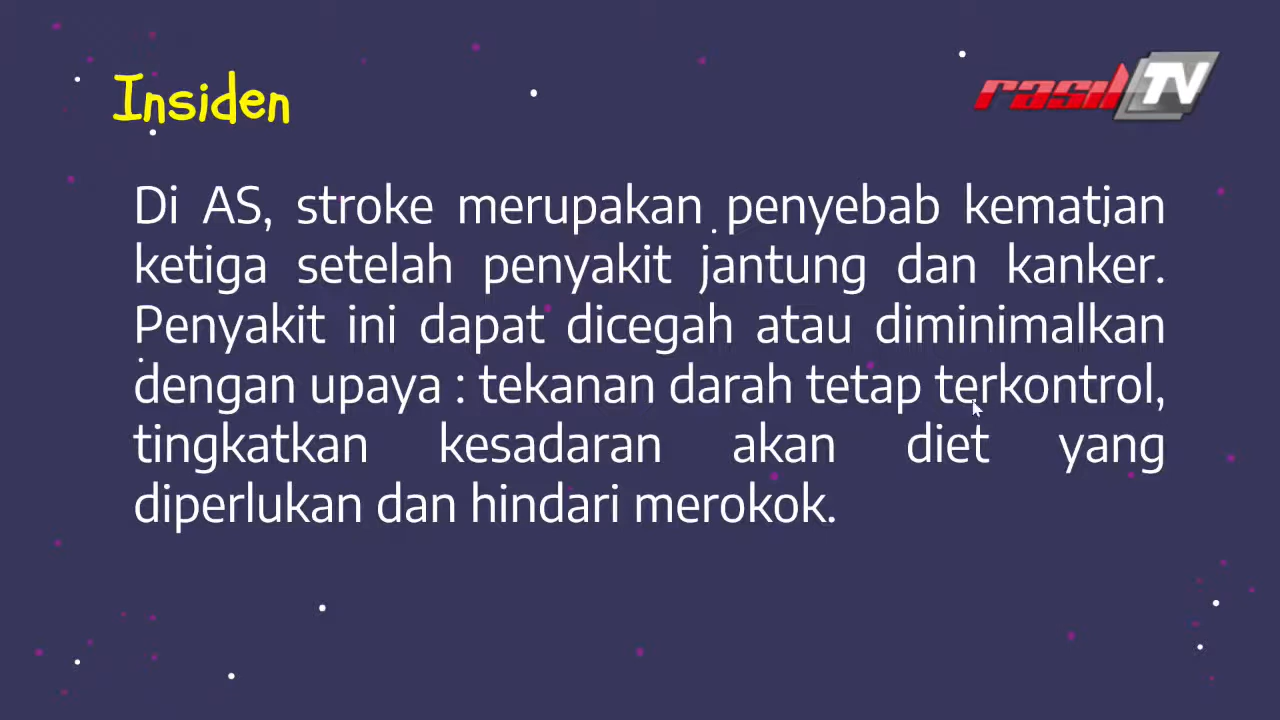 Insiden
rasil TV
Di AS, stroke merupakan penyebab kematian
ketiga setelah penyakit jantung dan kanker.
Penyakit ini dapat dicegah atau diminimalkan
dengan upaya : tekanan darah tetap terkontrol,
tingkatkan kesadaran akan diet yang
diperlukan dan hindari merokok.